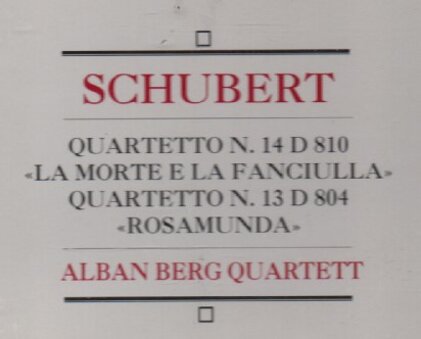 SCHUBERT
QUARTETTO N. 14 D 810
«LA MORTE E LA FANCIULLA»
QUARTETTO N. 13 D 804
«ROSAMUNDA»
ALBAN BERG QUARTETT